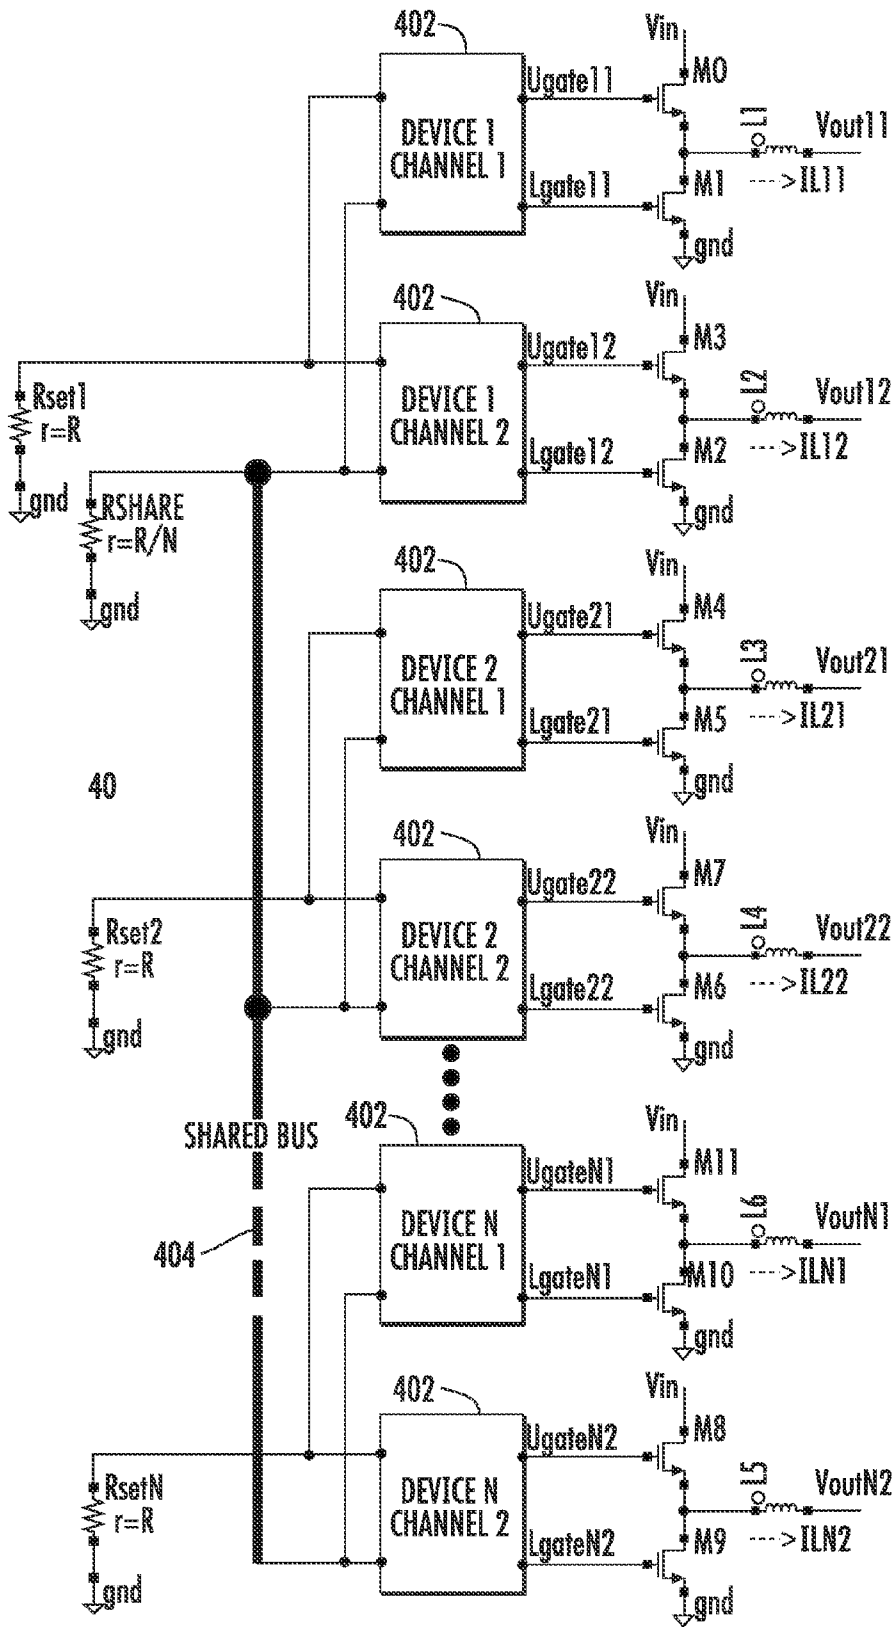 402
Vin
M0
Ugate11
DEVICE 1
CHANNEL 1
L1
Vout11
IL11
Lgate11
M1
gnd
402
Vin
M3
Ugate12
Rset1
r=R
DEVICE 1
CHANNEL 2
L2
Vout12
IL12
Lgate12
M2
gnd
gnd
RSHARE
r=R/N
gnd
402
Vin
M4
Ugate21
DEVICE 2
CHANNEL 1
L3
Vout21
IL21
Lgate21
M5
gnd
40
402
Vin
M7
Ugate22
Rset2
r=R
DEVICE 2
CHANNEL 2
L4
Vout22
IL22
Lgate22
M6
gnd
gnd
SHARED BUS
404
402
Vin
M11
UgateN1
DEVICE N
CHANNEL 1
L6
VoutN1
ILN1
LgateN1
M10
gnd
402
Vin
M8
UgateN2
RsetN
r=R
DEVICE N
CHANNEL 2
L5
VoutN2
ILN2
LgateN2
M9
gnd
gnd